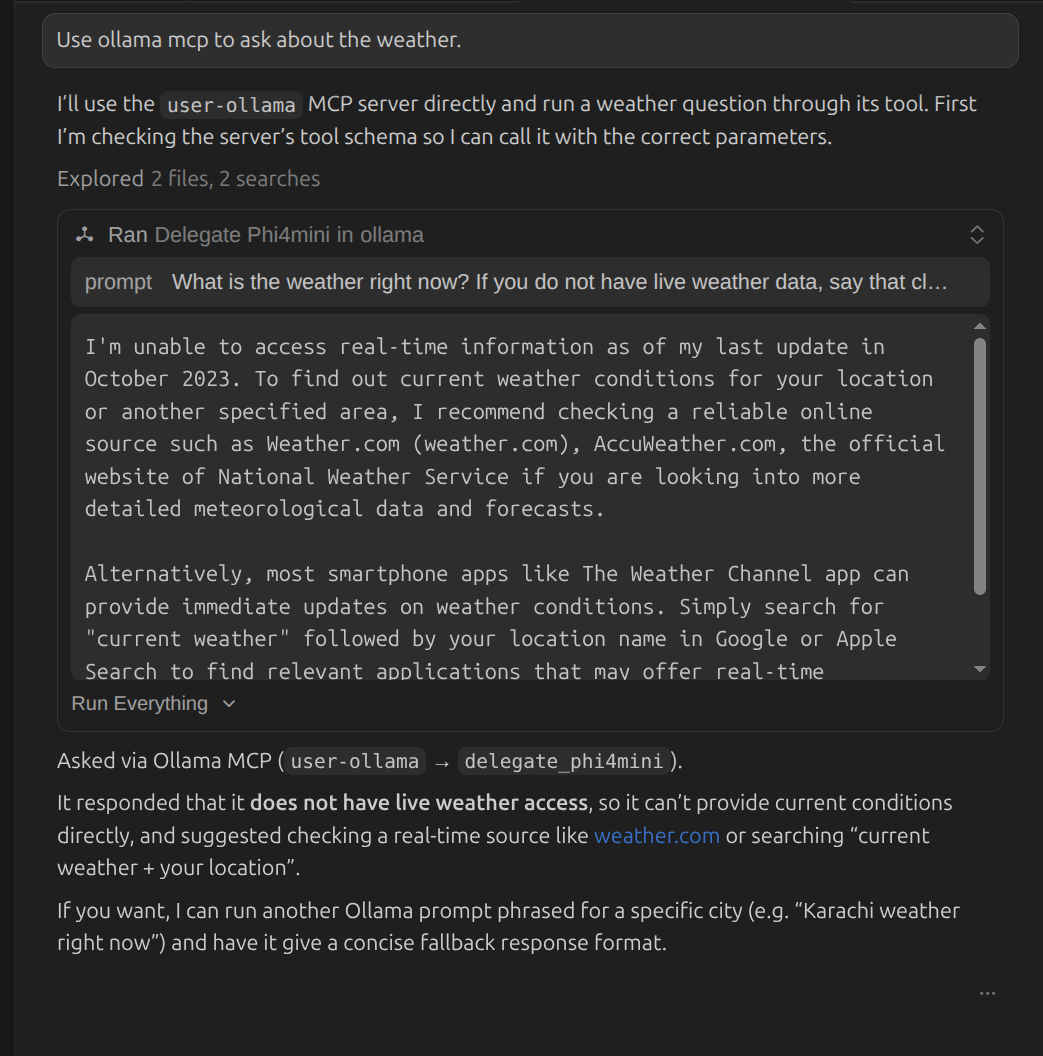 Use ollama mcp to ask about the weather.
I’ll use the user-ollama MCP server directly and run a weather question through its tool. First
I’m checking the server’s tool schema so I can call it with the correct parameters.
Explored 2 files, 2 searches
Ran Delegate Phi4mini in ollama
prompt What is the weather right now? If you do not have live weather data, say that cl...
I'm unable to access real-time information as of my last update in
October 2023. To find out current weather conditions for your location
or another specified area, I recommend checking a reliable online
source such as Weather.com (weather.com), AccuWeather.com, the official
website of National Weather Service if you are looking into more
detailed meteorological data and forecasts.
Alternatively, most smartphone apps like The Weather Channel app can
provide immediate updates on weather conditions. Simply search for
"current weather" followed by your location name in Google or Apple
Search to find relevant applications that may offer real-time
Run Everything
Asked via Ollama MCP (user-ollama → delegate_phi4mini).
It responded that it does not have live weather access, so it can’t provide current conditions
directly, and suggested checking a real-time source like weather.com or searching “current
weather + your location”.
If you want, I can run another Ollama prompt phrased for a specific city (e.g. “Karachi weather
right now”) and have it give a concise fallback response format.